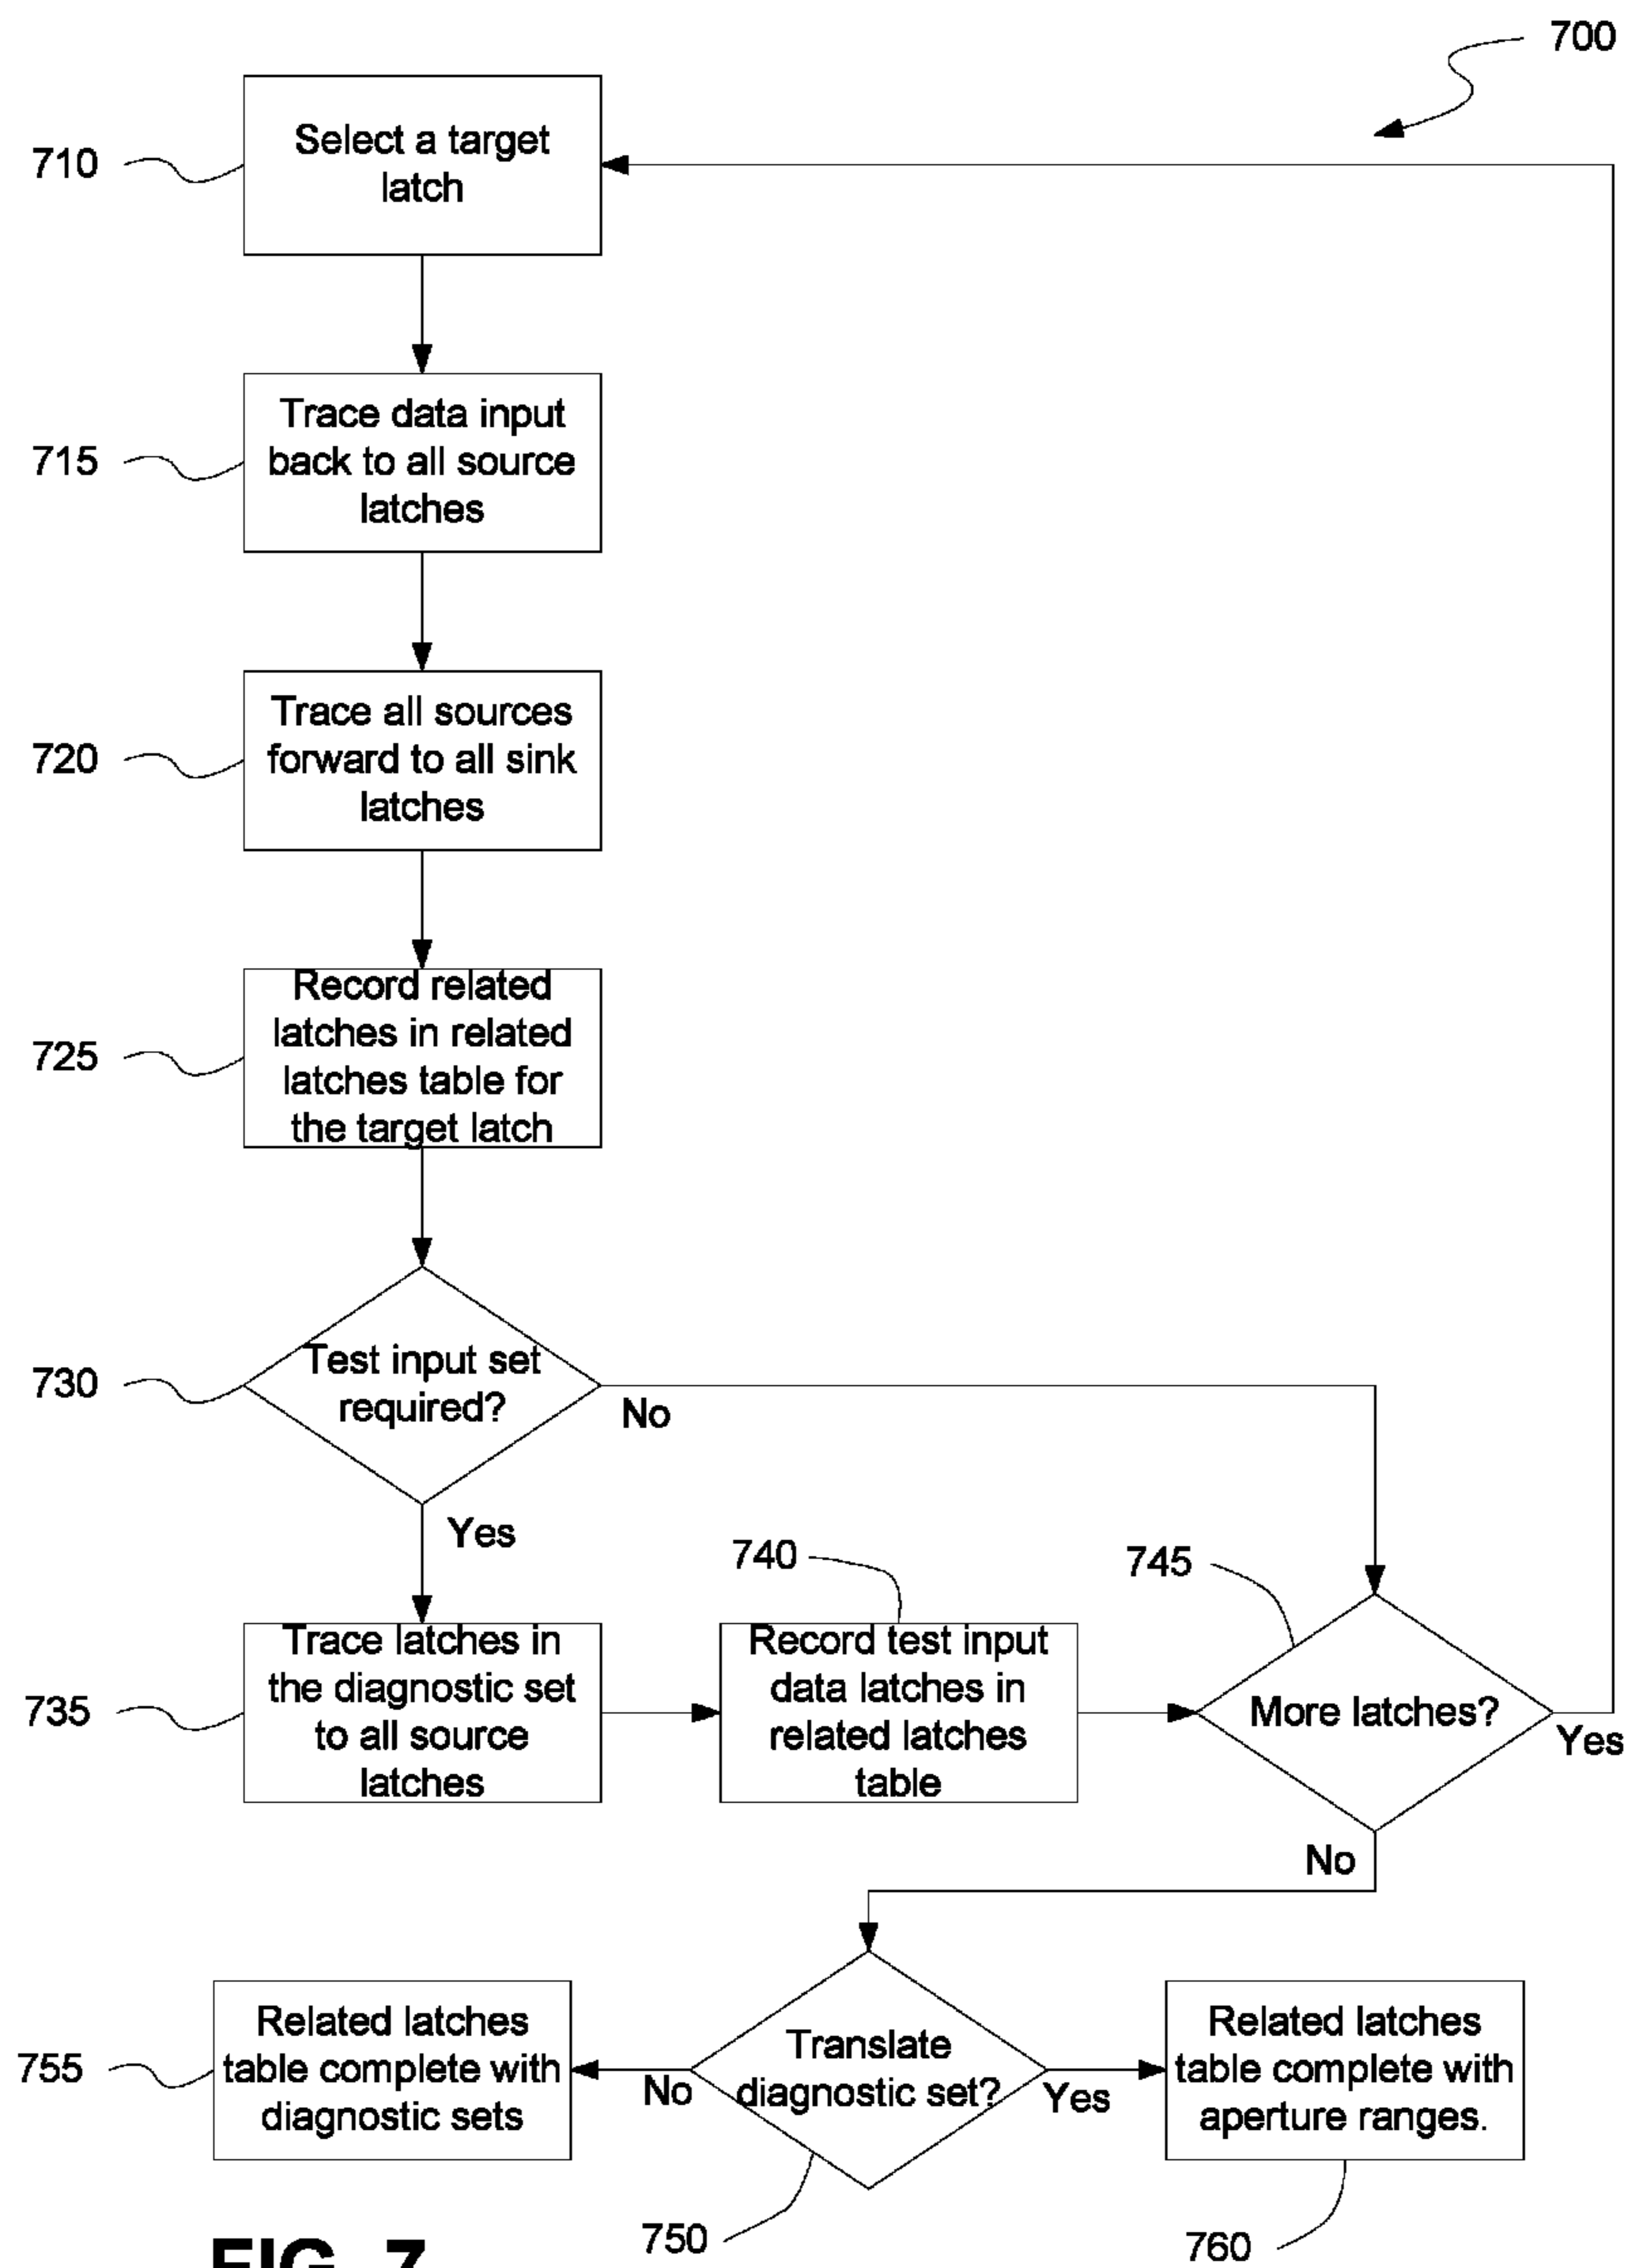 700
710
Select a target
latch
715
Trace data input
back to all source
latches
720
Trace all sources
forward to all sink
latches
725
Record related
latches in related
latches table for
the target latch
730
Test input set
required?
No
Yes
735
Trace latches in
the diagnostic set
to all source
latches
740
Record test input
data latches in
related latches
table
745
More latches?
Yes
No
755
Related latches
table complete with
diagnostic sets
No
Translate
diagnostic set?
Yes
Related latches
table complete with
aperture ranges.
750
760
FIG. 7